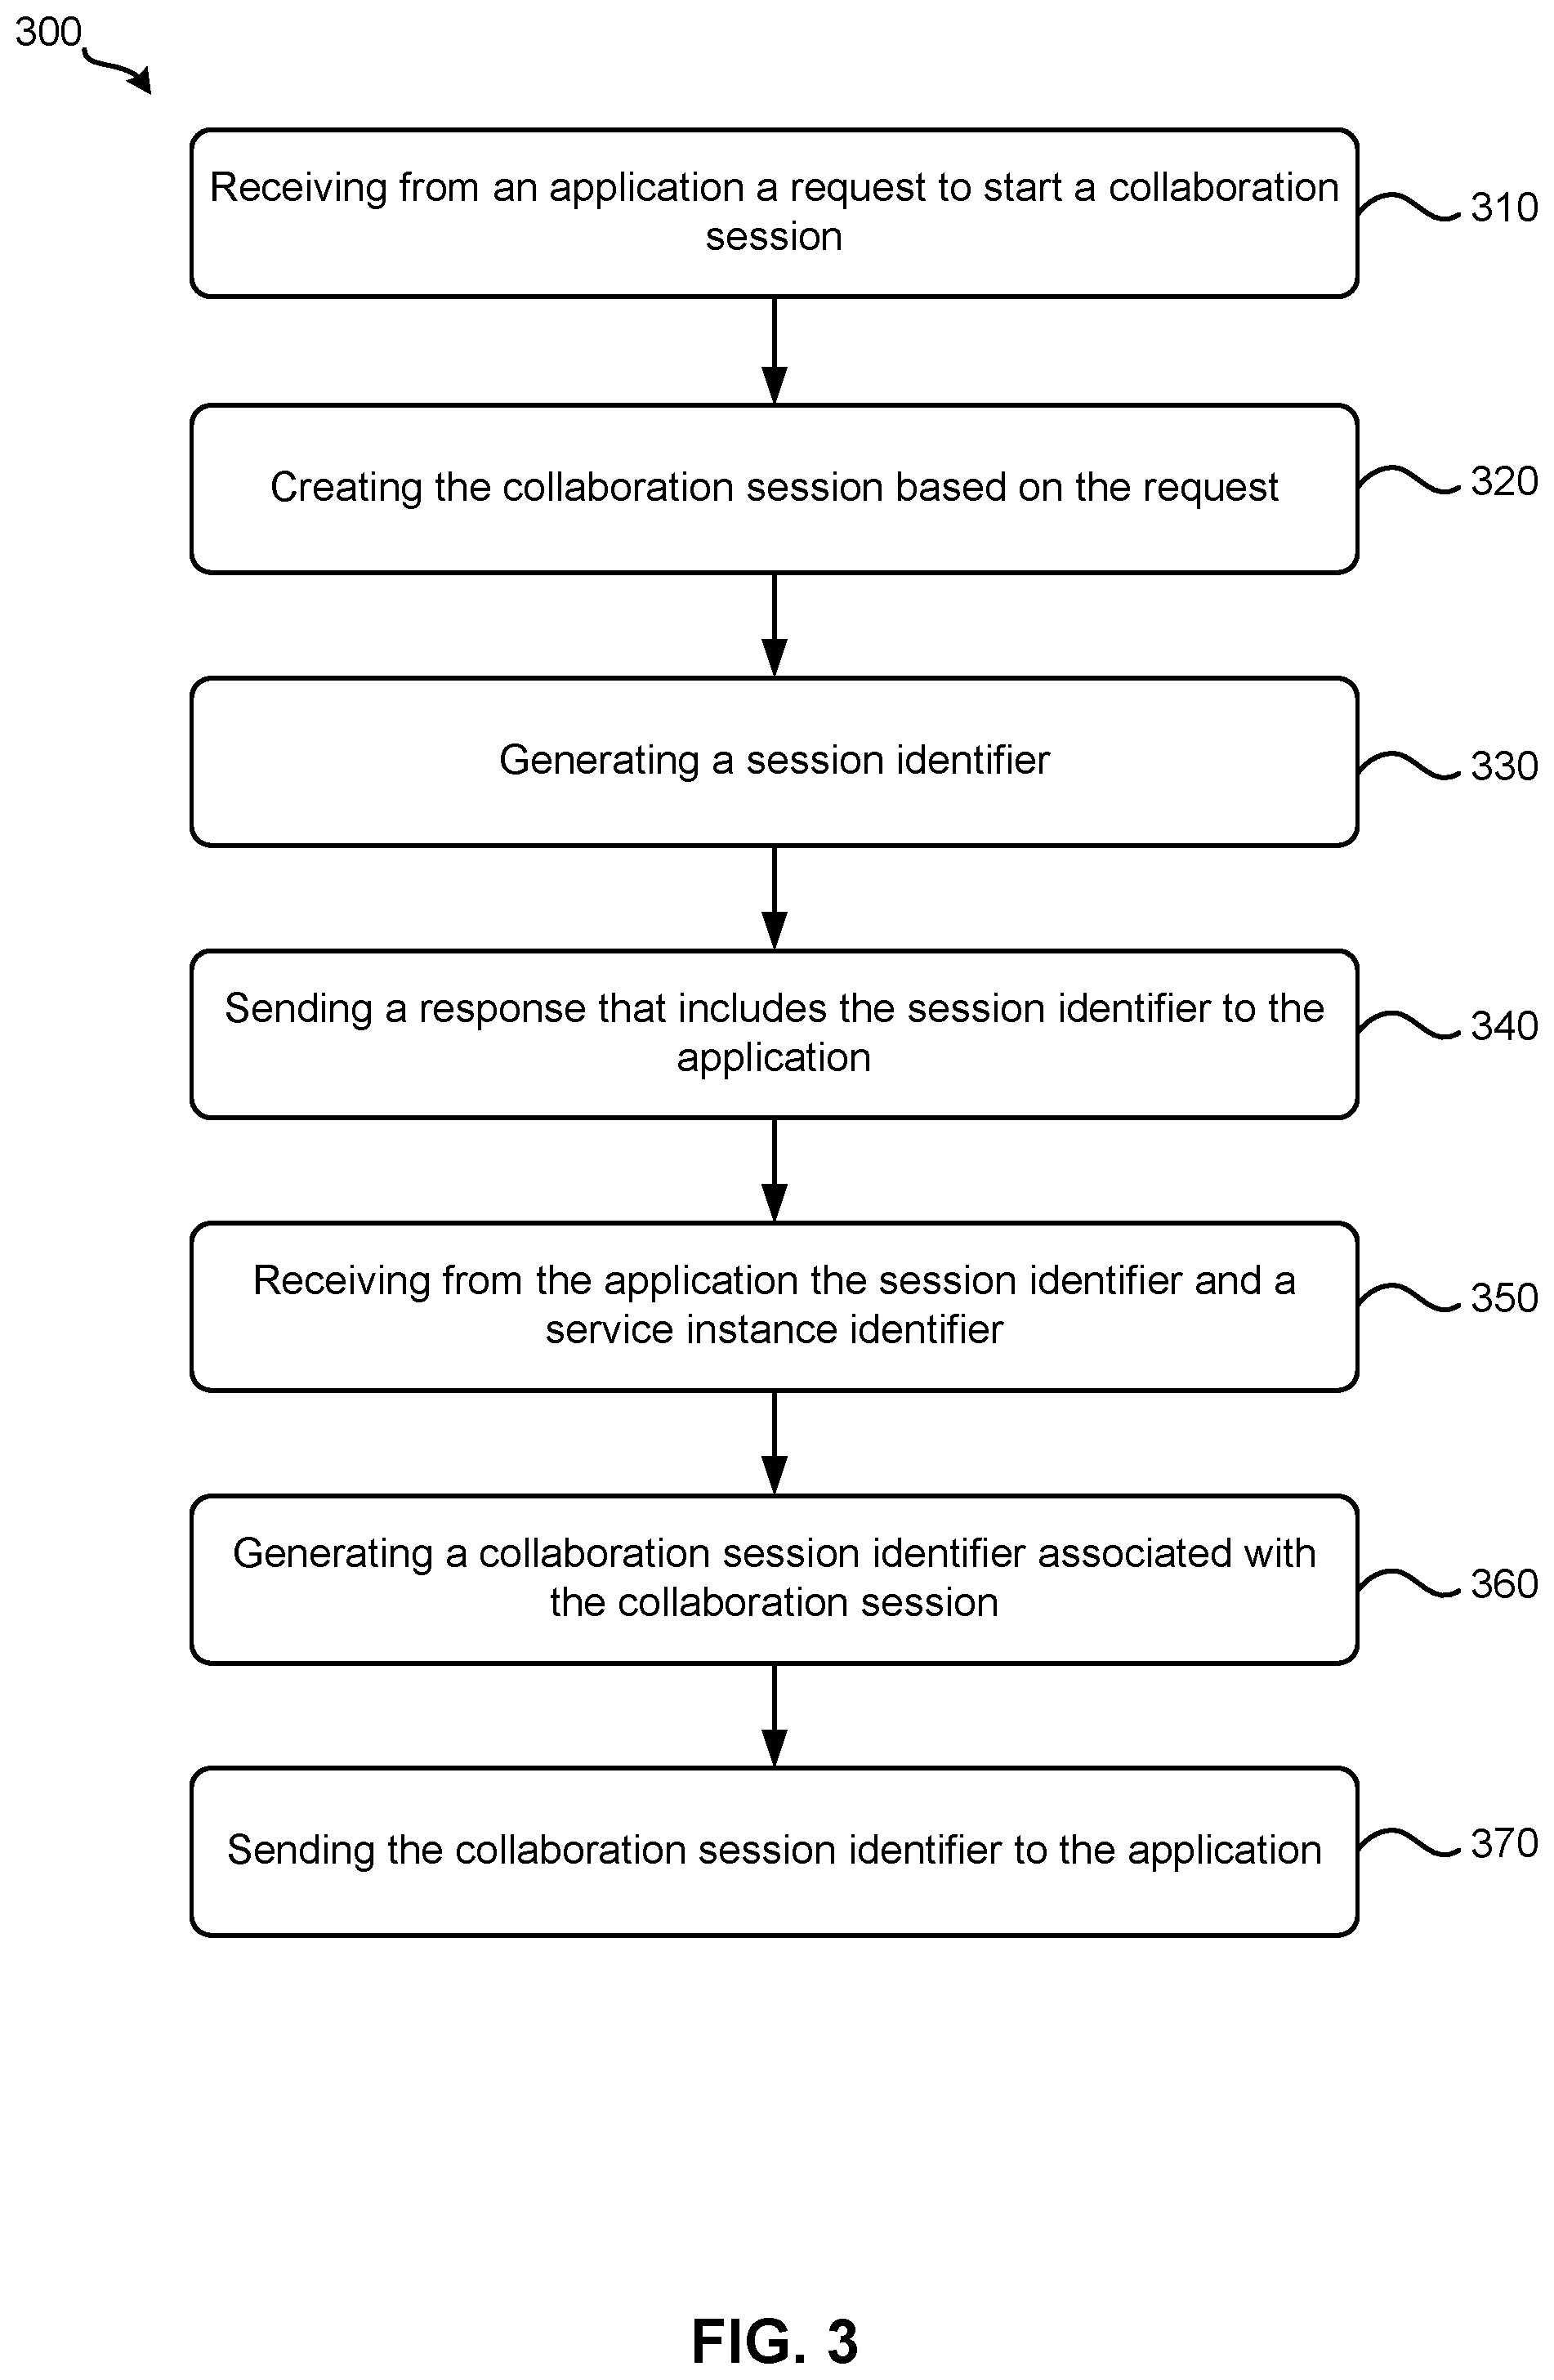 300
Receiving from an application a request to start a collaboration
session
310
Creating the collaboration session based on the request
320
Generating a session identifier
330
Sending a response that includes the session identifier to the
application
340
Receiving from the application the session identifier and a
service instance identifier
350
Generating a collaboration session identifier associated with
the collaboration session
360
Sending the collaboration session identifier to the application
370
FIG. 3